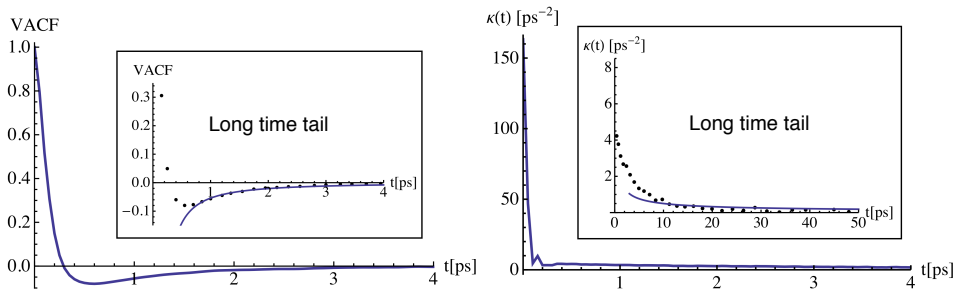 VACF
1.0
0.8
0.6
0.4
0.2
0.0
1 2 3 4 t[ps]
VACF
0.3
0.2
0.1
0.0
−0.1
1 2 3 4 t[ps]
Long time tail
κ(t) [ps⁻²]
150
100
50
0
1 2 3 4 t[ps]
κ(t) [ps⁻²]
8
6
4
2
0 10 20 30 40 50 t[ps]
Long time tail